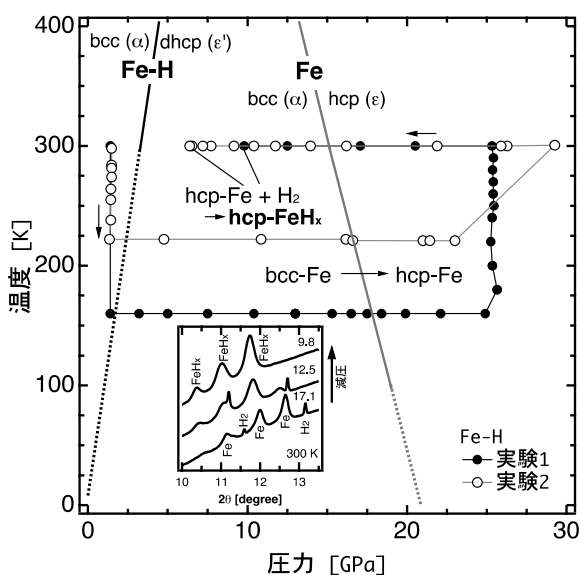 400
300
200
100
0
温度 [K]
bcc (α) dhcp (ε')
Fe-H
Fe
bcc (α) hcp (ε)
hcp-Fe + H2
→ hcp-FeHx
bcc-Fe → hcp-Fe
FeHx
FeHx
FeHx
9.8
12.5
17.1
減圧
Fe
H2
Fe
Fe
H2
300 K
10 11 12 13
2θ [degree]
Fe-H
実験1
実験2
0 10 20 30
圧力 [GPa]